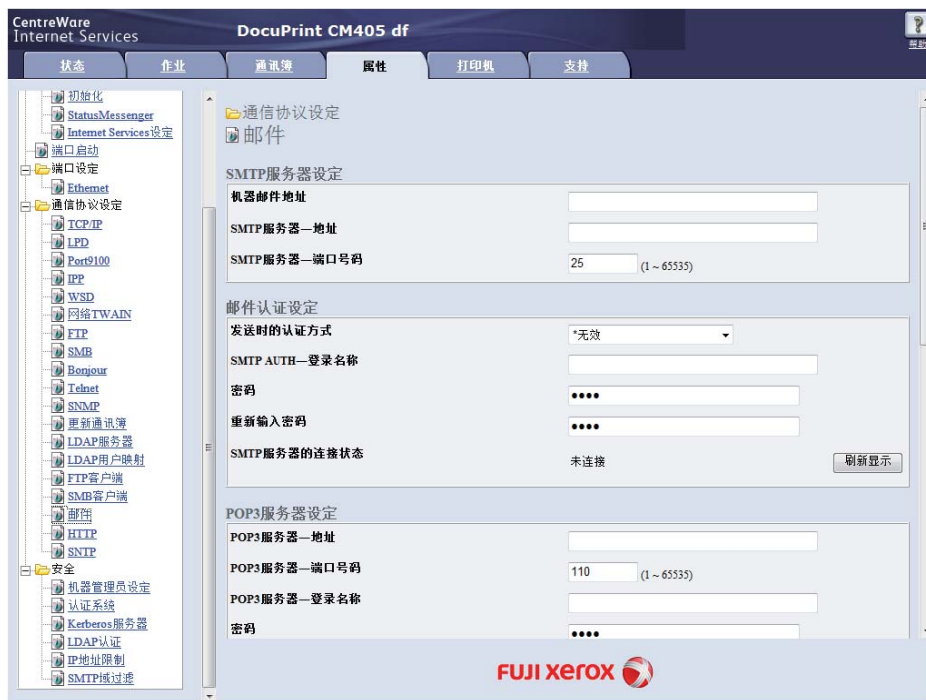 CentreWare
Internet Services
DocuPrint CM405 df
帮助
状态
作业
通讯簿
属性
打印机
支持
初始化
StatusMessenger
Internet Services设定
端口启动
端口设定
Ethernet
通信协议设定
TCP/IP
LPD
Port9100
IPP
WSD
网络TWAIN
FTP
SMB
Bonjour
Telnet
SNMP
更新通讯簿
LDAP服务器
LDAP用户映射
FTP客户端
SMB客户端
邮件
HTTP
SNTP
安全
机器管理员设定
认证系统
Kerberos服务器
LDAP认证
IP地址限制
SMTP域过滤
通信协议设定
邮件
SMTP服务器设定
机器邮件地址
SMTP服务器—地址
SMTP服务器—端口号码 25 (1 ~ 65535)
邮件认证设定
发送时的认证方式 *无效
SMTP AUTH—登录名称
密码 ●●●●
重新输入密码 ●●●●
SMTP服务器的连接状态 未连接 刷新显示
POP3服务器设定
POP3服务器—地址
POP3服务器—端口号码 110 (1 ~ 65535)
POP3服务器—登录名称
密码 ●●●●
FUJI XEROX